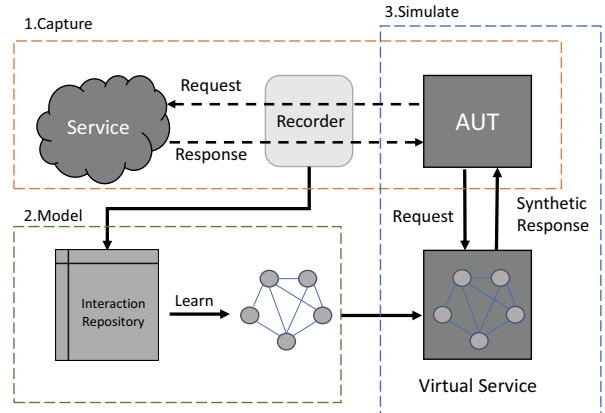 1.Capture
3.Simulate
Request
Service
Recorder
AUT
Response
2.Model
Request
Synthetic
Response
Interaction
Repository
Learn
Virtual Service